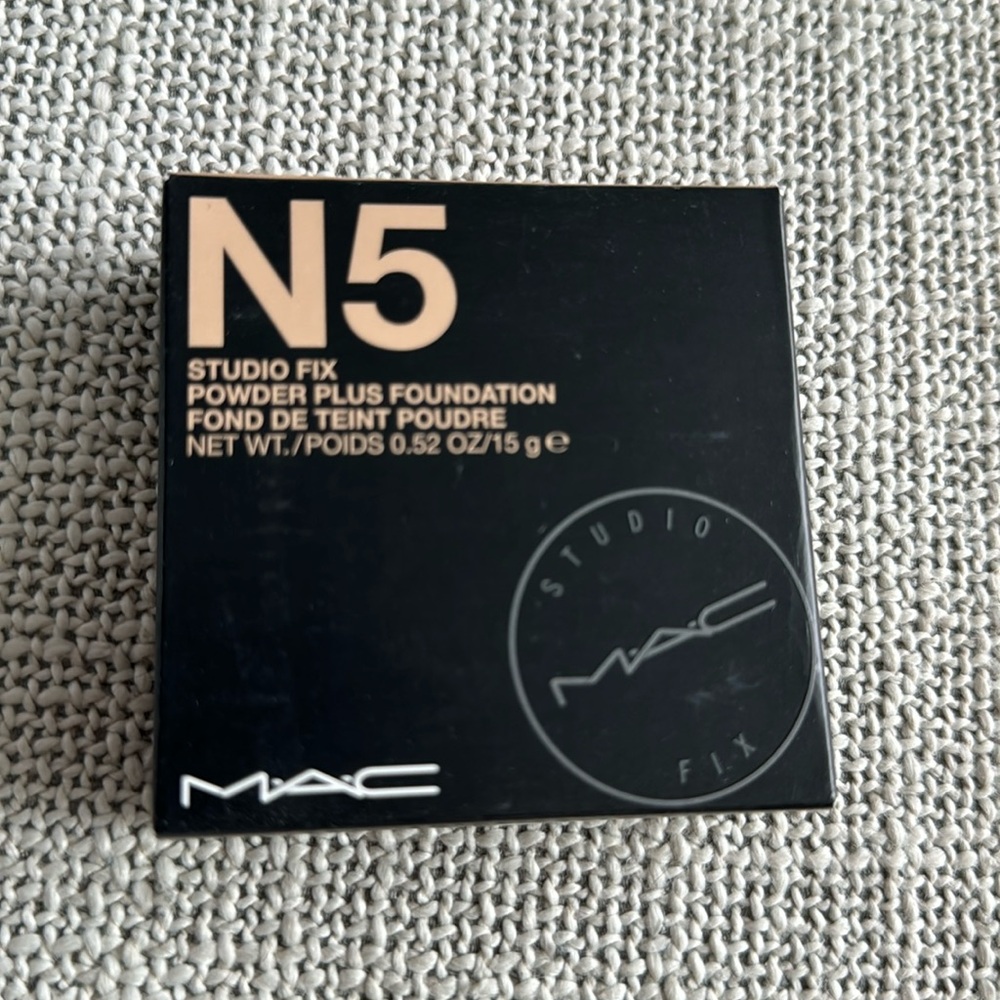 N5
STUDIO FIX
POWDER PLUS FOUNDATION
FOND DE TEINT POUDRE
NET WT./POIDS 0.52 OZ/15 g ℮
STUDIO
M·A·C
FIX
M·A·C